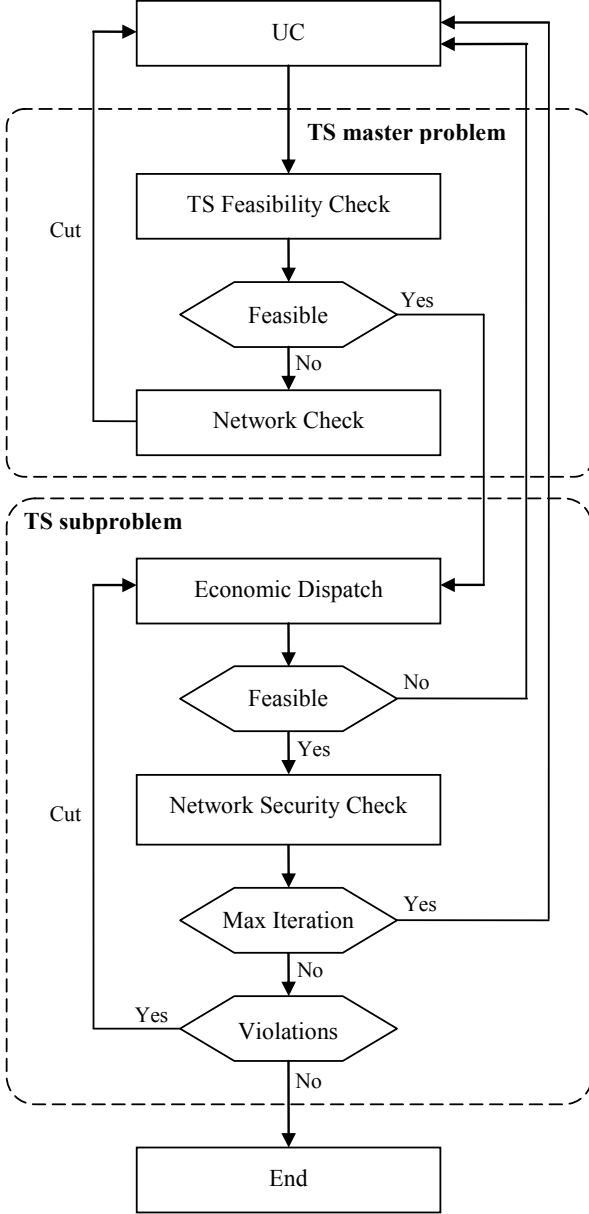 UC
TS master problem
TS Feasibility Check
Cut
Feasible
Yes
No
Network Check
TS subproblem
Economic Dispatch
Feasible
No
Yes
Network Security Check
Cut
Max Iteration
Yes
No
Yes
Violations
No
End